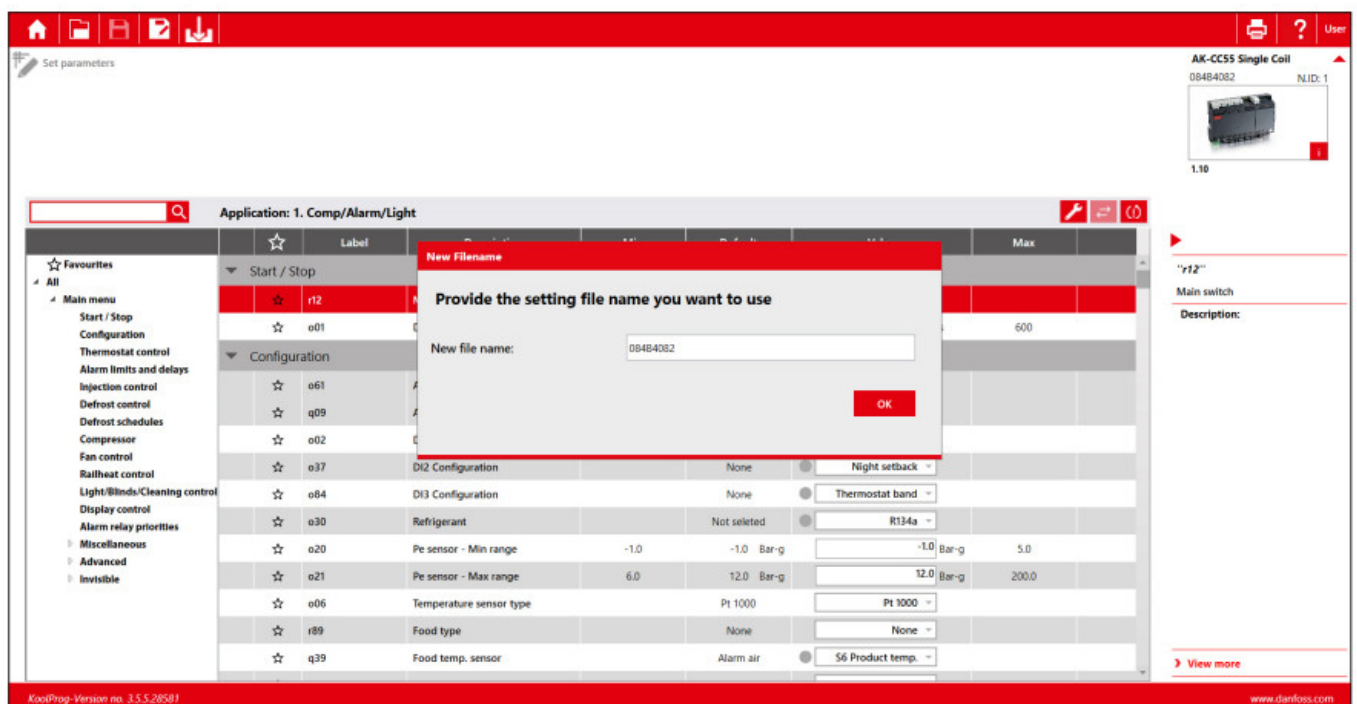 User
Set parameters
AK-CC55 Single Coil
084B4082 N.ID: 1
1.10
Application: 1. Comp/Alarm/Light
Label Max
Favourites
All
Main menu
Start / Stop
Configuration
Thermostat control
Alarm limits and delays
Injection control
Defrost control
Defrost schedules
Compressor
Fan control
Railheat control
Light/Blinds/Cleaning control
Display control
Alarm relay priorities
Miscellaneous
Advanced
Invisible
Start / Stop
r12
o01 600
Configuration
o61
q09
o02
o37 DI2 Configuration None Night setback
o84 DI3 Configuration None Thermostat band
o30 Refrigerant Not seleted R134a
o20 Pe sensor - Min range -1.0 -1.0 Bar-g -1.0 Bar-g 5.0
o21 Pe sensor - Max range 6.0 12.0 Bar-g 12.0 Bar-g 200.0
o06 Temperature sensor type Pt 1000 Pt 1000
r89 Food type None None
q39 Food temp. sensor Alarm air S6 Product temp.
New Filename
Provide the setting file name you want to use
New file name: 084B4082
OK
"r12"
Main switch
Description:
View more
KoolProg-Version no. 3.5.5.28581
www.danfoss.com